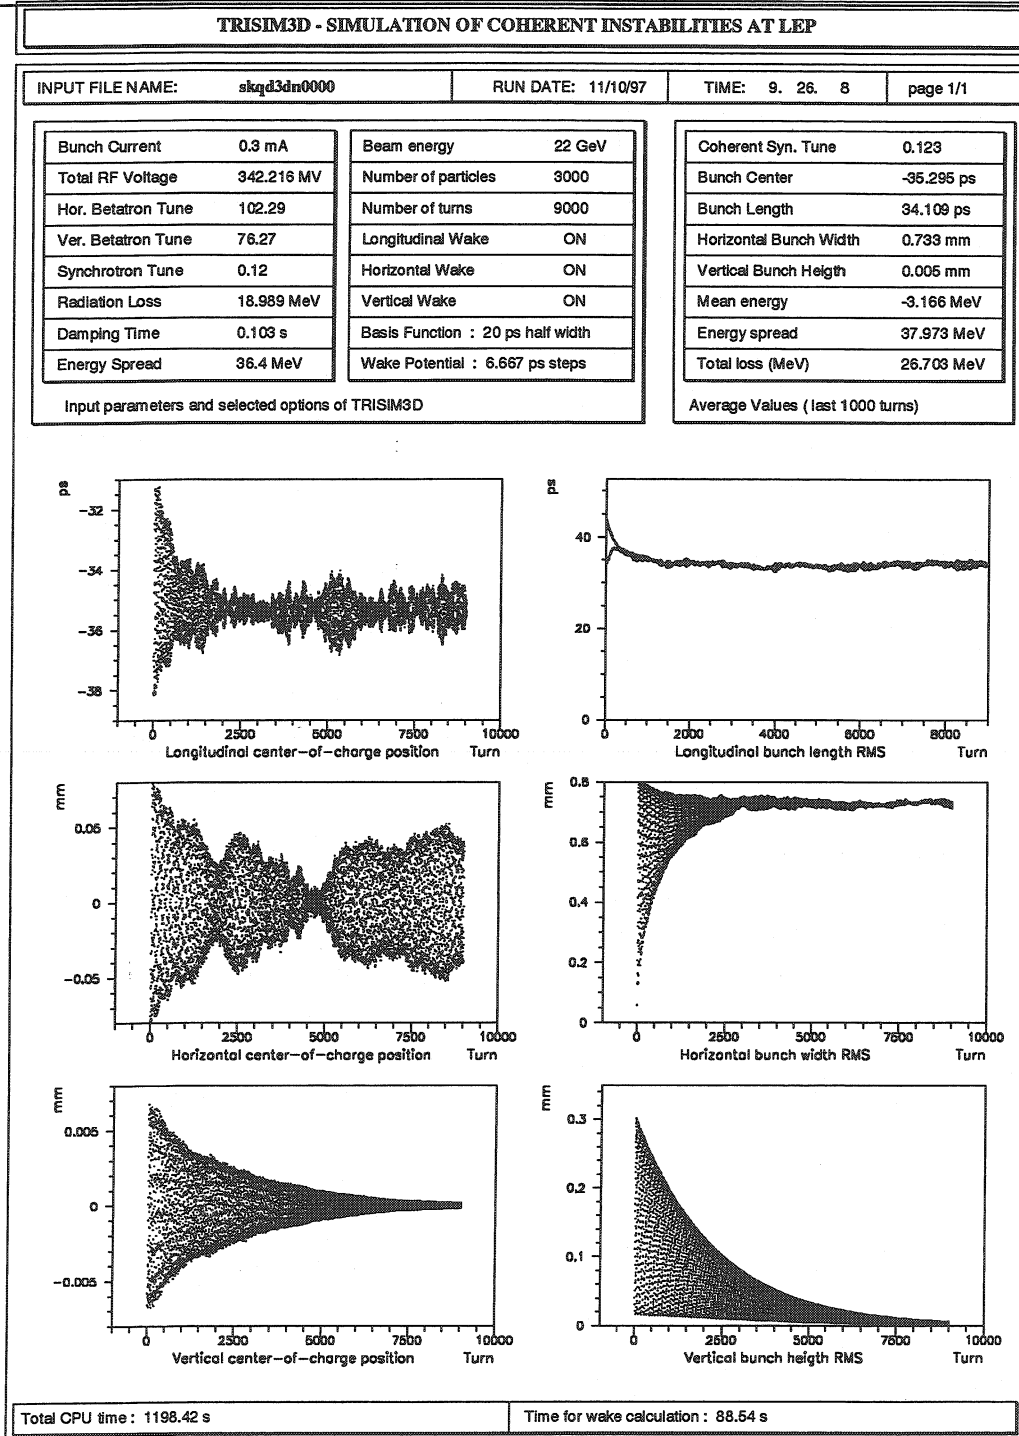 TRISIM3D - SIMULATION OF COHERENT INSTABILITIES AT LEP
INPUT FILE NAME: skqd3dn0000 RUN DATE: 11/10/97 TIME: 9. 26. 8 page 1/1
Bunch Current 0.3 mA
Total RF Voltage 342.216 MV
Hor. Betatron Tune 102.29
Ver. Betatron Tune 76.27
Synchrotron Tune 0.12
Radiation Loss 18.989 MeV
Damping Time 0.103 s
Energy Spread 36.4 MeV
Beam energy 22 GeV
Number of particles 3000
Number of turns 9000
Longitudinal Wake ON
Horizontal Wake ON
Vertical Wake ON
Basis Function : 20 ps half width
Wake Potential : 6.667 ps steps
Input parameters and selected options of TRISIM3D
Coherent Syn. Tune 0.123
Bunch Center -35.295 ps
Bunch Length 34.109 ps
Horizontal Bunch Width 0.733 mm
Vertical Bunch Heigth 0.005 mm
Mean energy -3.166 MeV
Energy spread 37.973 MeV
Total loss (MeV) 26.703 MeV
Average Values ( last 1000 turns)
ps
-32
-34
-36
-38
0 2500 5000 7500 10000
Longitudinal center-of-charge position Turn
ps
40
20
0
0 2000 4000 6000 8000
Longitudinal bunch length RMS Turn
mm
0.05
0
-0.05
0 2500 5000 7500 10000
Horizontal center-of-charge position Turn
mm
0.8
0.6
0.4
0.2
0
0 2500 5000 7500 10000
Horizontal bunch width RMS Turn
mm
0.005
0
-0.005
0 2500 5000 7500 10000
Vertical center-of-charge position Turn
mm
0.3
0.2
0.1
0
0 2500 5000 7500 10000
Vertical bunch heigth RMS Turn
Total CPU time : 1198.42 s
Time for wake calculation : 88.54 s